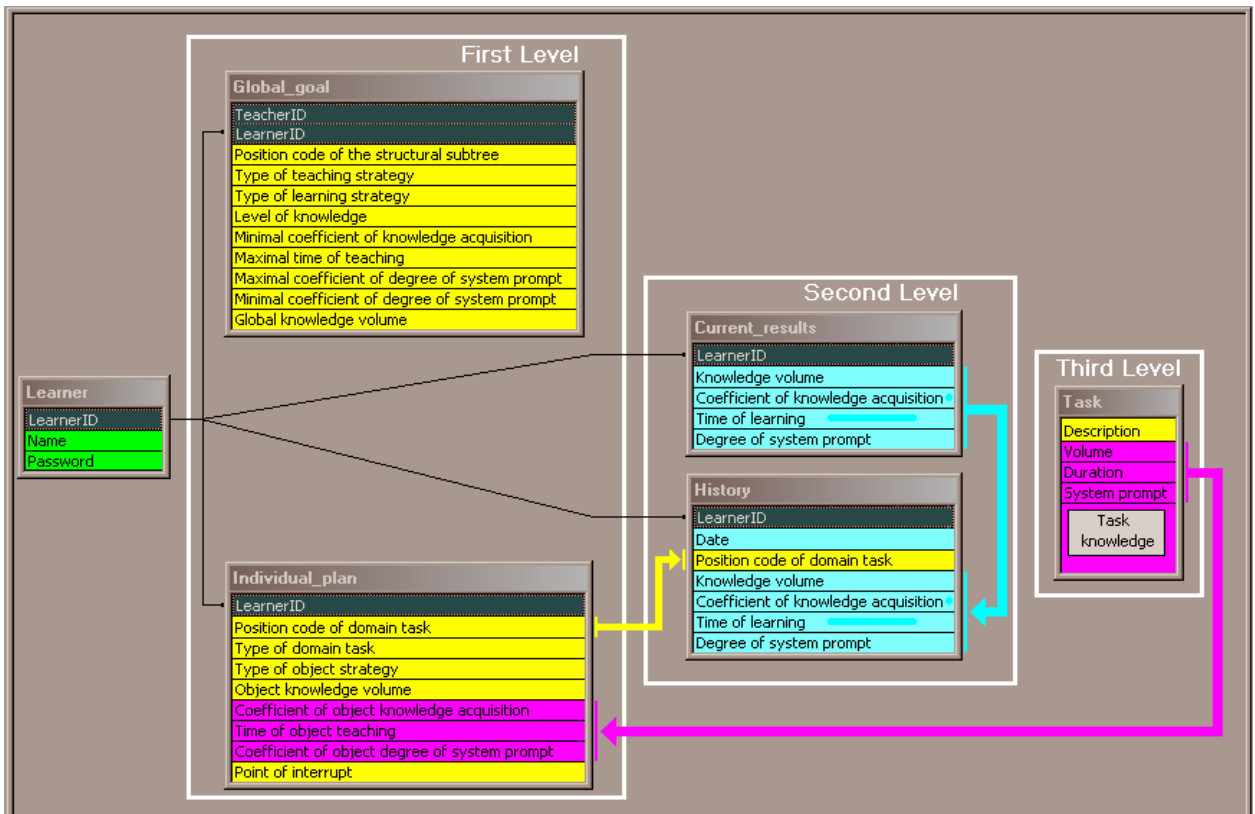 First Level
Global_goal
TeacherID
LearnerID
Position code of the structural subtree
Type of teaching strategy
Type of learning strategy
Level of knowledge
Minimal coefficient of knowledge acquisition
Maximal time of teaching
Maximal coefficient of degree of system prompt
Minimal coefficient of degree of system prompt
Global knowledge volume
Learner
LearnerID
Name
Password
Individual_plan
LearnerID
Position code of domain task
Type of domain task
Type of object strategy
Object knowledge volume
Coefficient of object knowledge acquisition
Time of object teaching
Coefficient of object degree of system prompt
Point of interrupt
Second Level
Current_results
LearnerID
Knowledge volume
Coefficient of knowledge acquisition
Time of learning
Degree of system prompt
History
LearnerID
Date
Position code of domain task
Knowledge volume
Coefficient of knowledge acquisition
Time of learning
Degree of system prompt
Third Level
Task
Description
Volume
Duration
System prompt
Task
knowledge